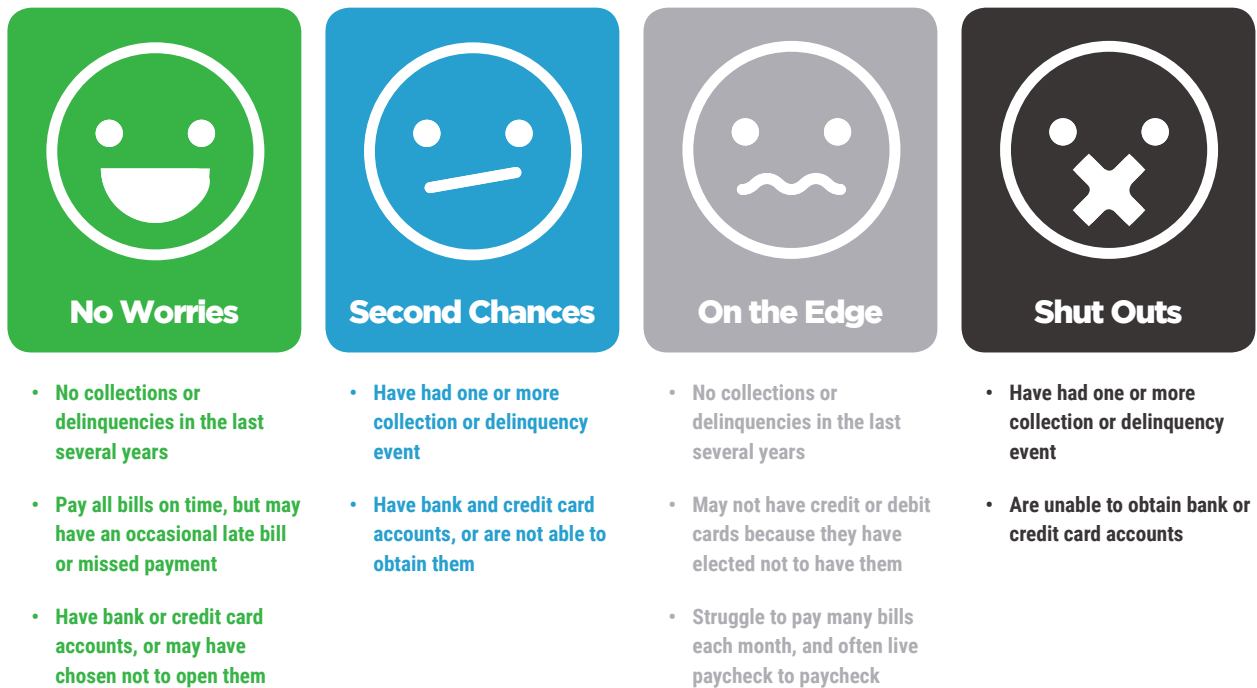 No Worries
• No collections or
delinquencies in the last
several years
• Pay all bills on time, but may
have an occasional late bill
or missed payment
• Have bank or credit card
accounts, or may have
chosen not to open them
Second Chances
• Have had one or more
collection or delinquency
event
• Have bank and credit card
accounts, or are not able to
obtain them
On the Edge
• No collections or
delinquencies in the last
several years
• May not have credit or debit
cards because they have
elected not to have them
• Struggle to pay many bills
each month, and often live
paycheck to paycheck
Shut Outs
• Have had one or more
collection or delinquency
event
• Are unable to obtain bank or
credit card accounts